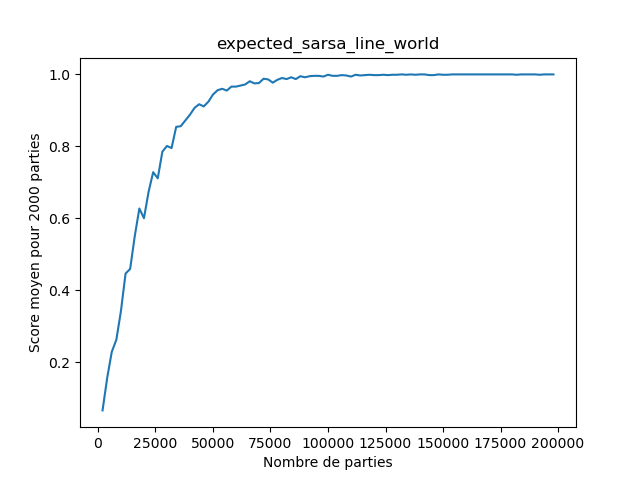 expected_sarsa_line_world
Score moyen pour 2000 parties
1.0
0.8
0.6
0.4
0.2
0 25000 50000 75000 100000 125000 150000 175000 200000
Nombre de parties